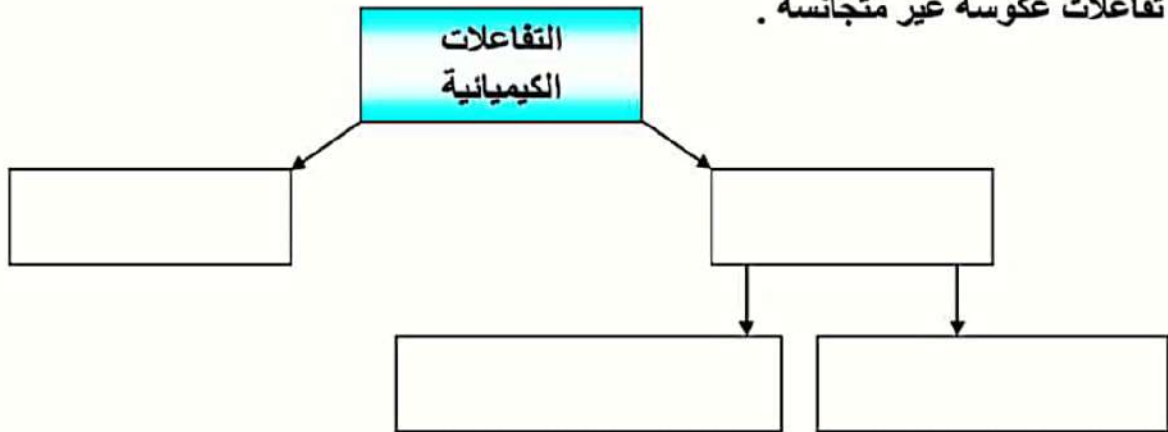 تفاعلات عكوسة غير متجانسة .
التفاعلات
الكيميائية